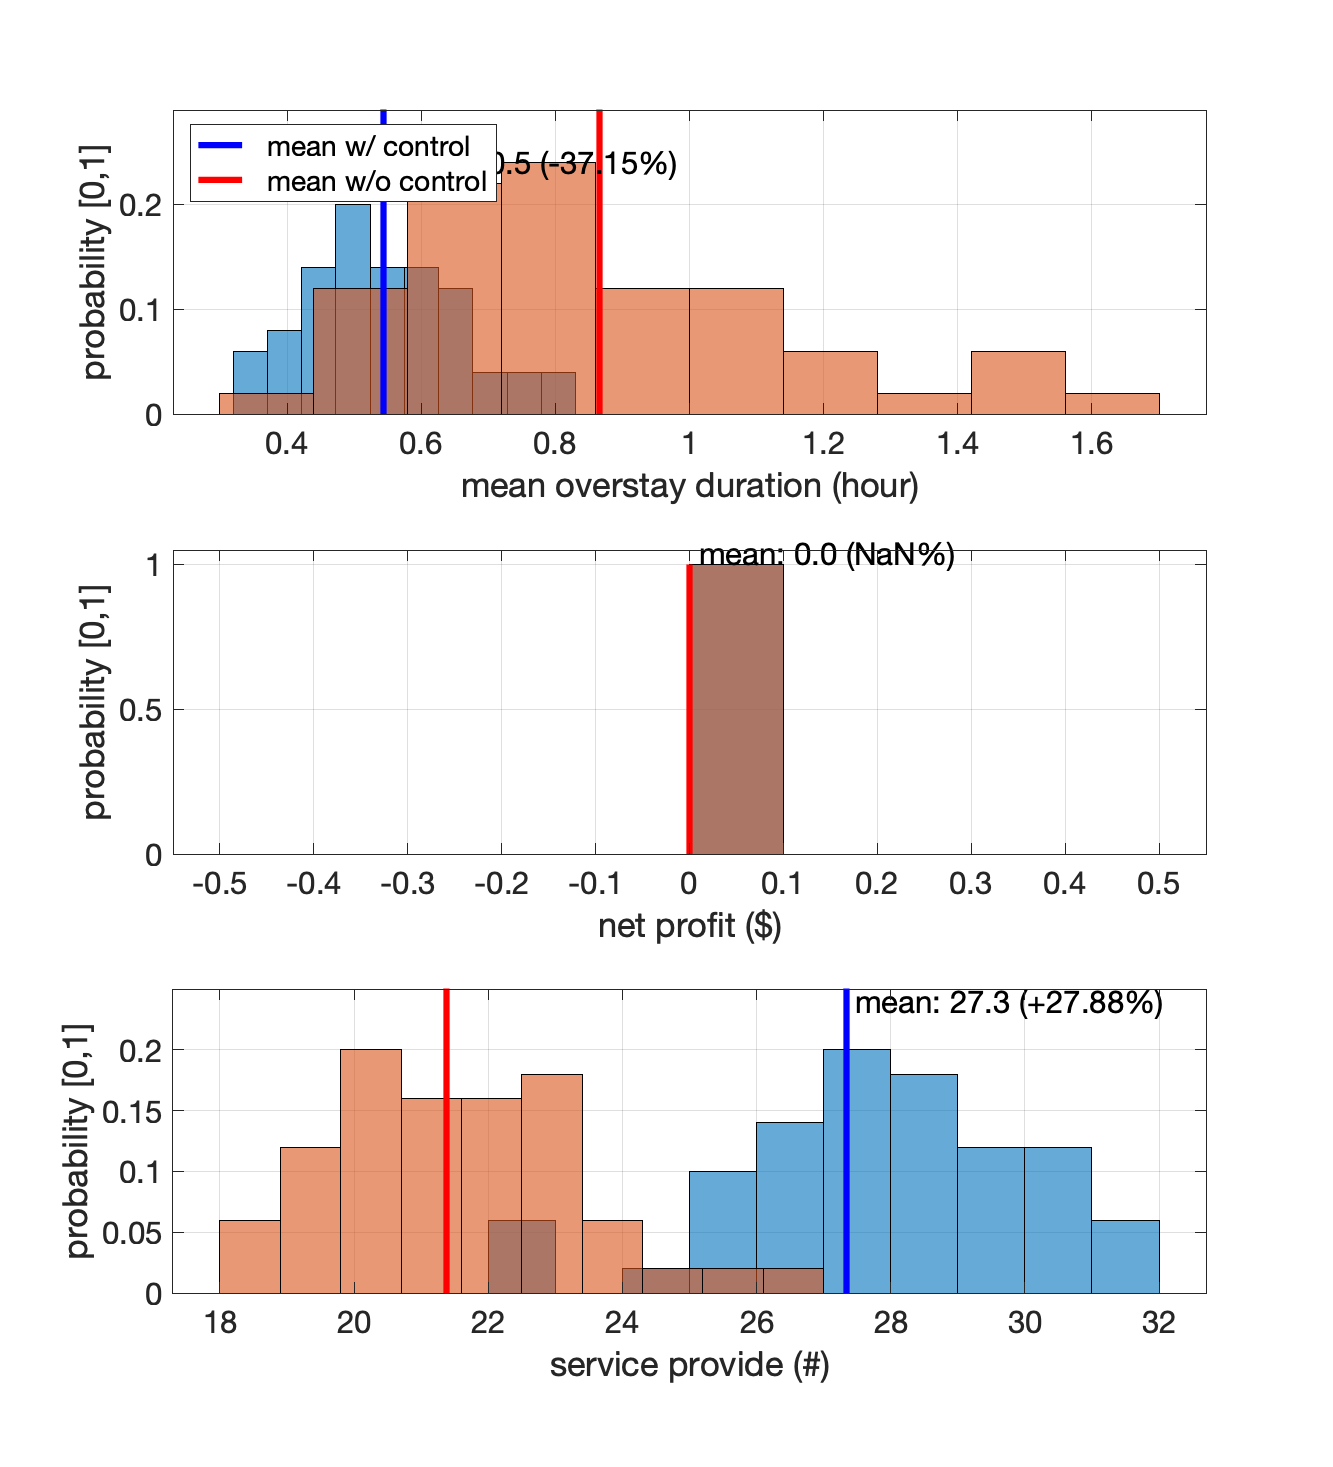 mean w/ control
mean w/o control
0.5 (-37.15%)
probability [0,1]
0.2
0.1
0
0.4 0.6 0.8 1 1.2 1.4 1.6
mean overstay duration (hour)
mean: 0.0 (NaN%)
probability [0,1]
1
0.5
0
-0.5 -0.4 -0.3 -0.2 -0.1 0 0.1 0.2 0.3 0.4 0.5
net profit ($)
mean: 27.3 (+27.88%)
probability [0,1]
0.2
0.15
0.1
0.05
0
18 20 22 24 26 28 30 32
service provide (#)